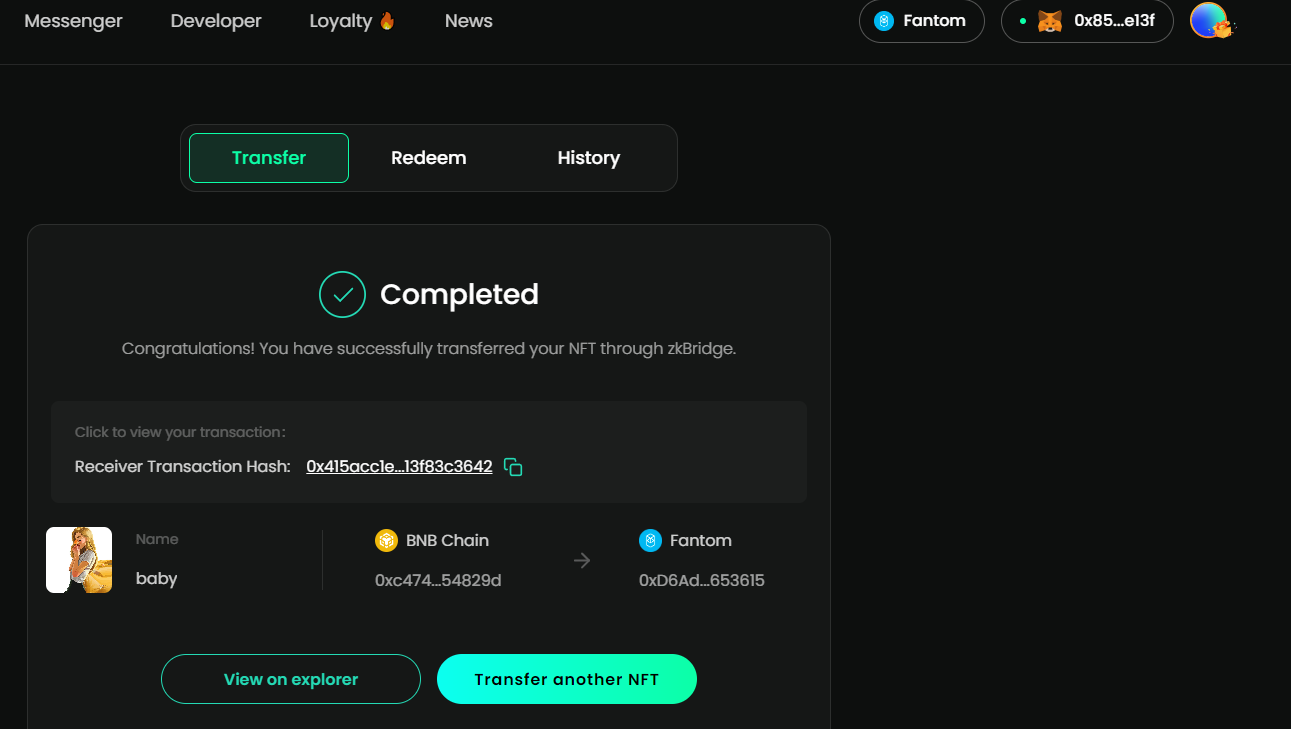 Messenger Developer Loyalty News Fantom 0x85...e13f
Transfer Redeem History
Completed
Congratulations! You have successfully transferred your NFT through zkBridge.
Click to view your transaction:
Receiver Transaction Hash: 0x415acc1e...13f83c3642
Name
baby
BNB Chain
0xc474...54829d
Fantom
0xD6Ad...653615
View on explorer Transfer another NFT